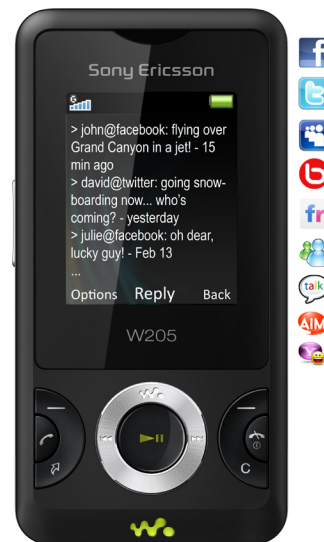 Sony Ericsson
G
> john@facebook: flying over
Grand Canyon in a jet! - 15
min ago
> david@twitter: going snow-
boarding now... who's
coming? - yesterday
> julie@facebook: oh dear,
lucky guy! - Feb 13
...
Options Reply Back
W205
C
f
t
b
fr
talk
AIM